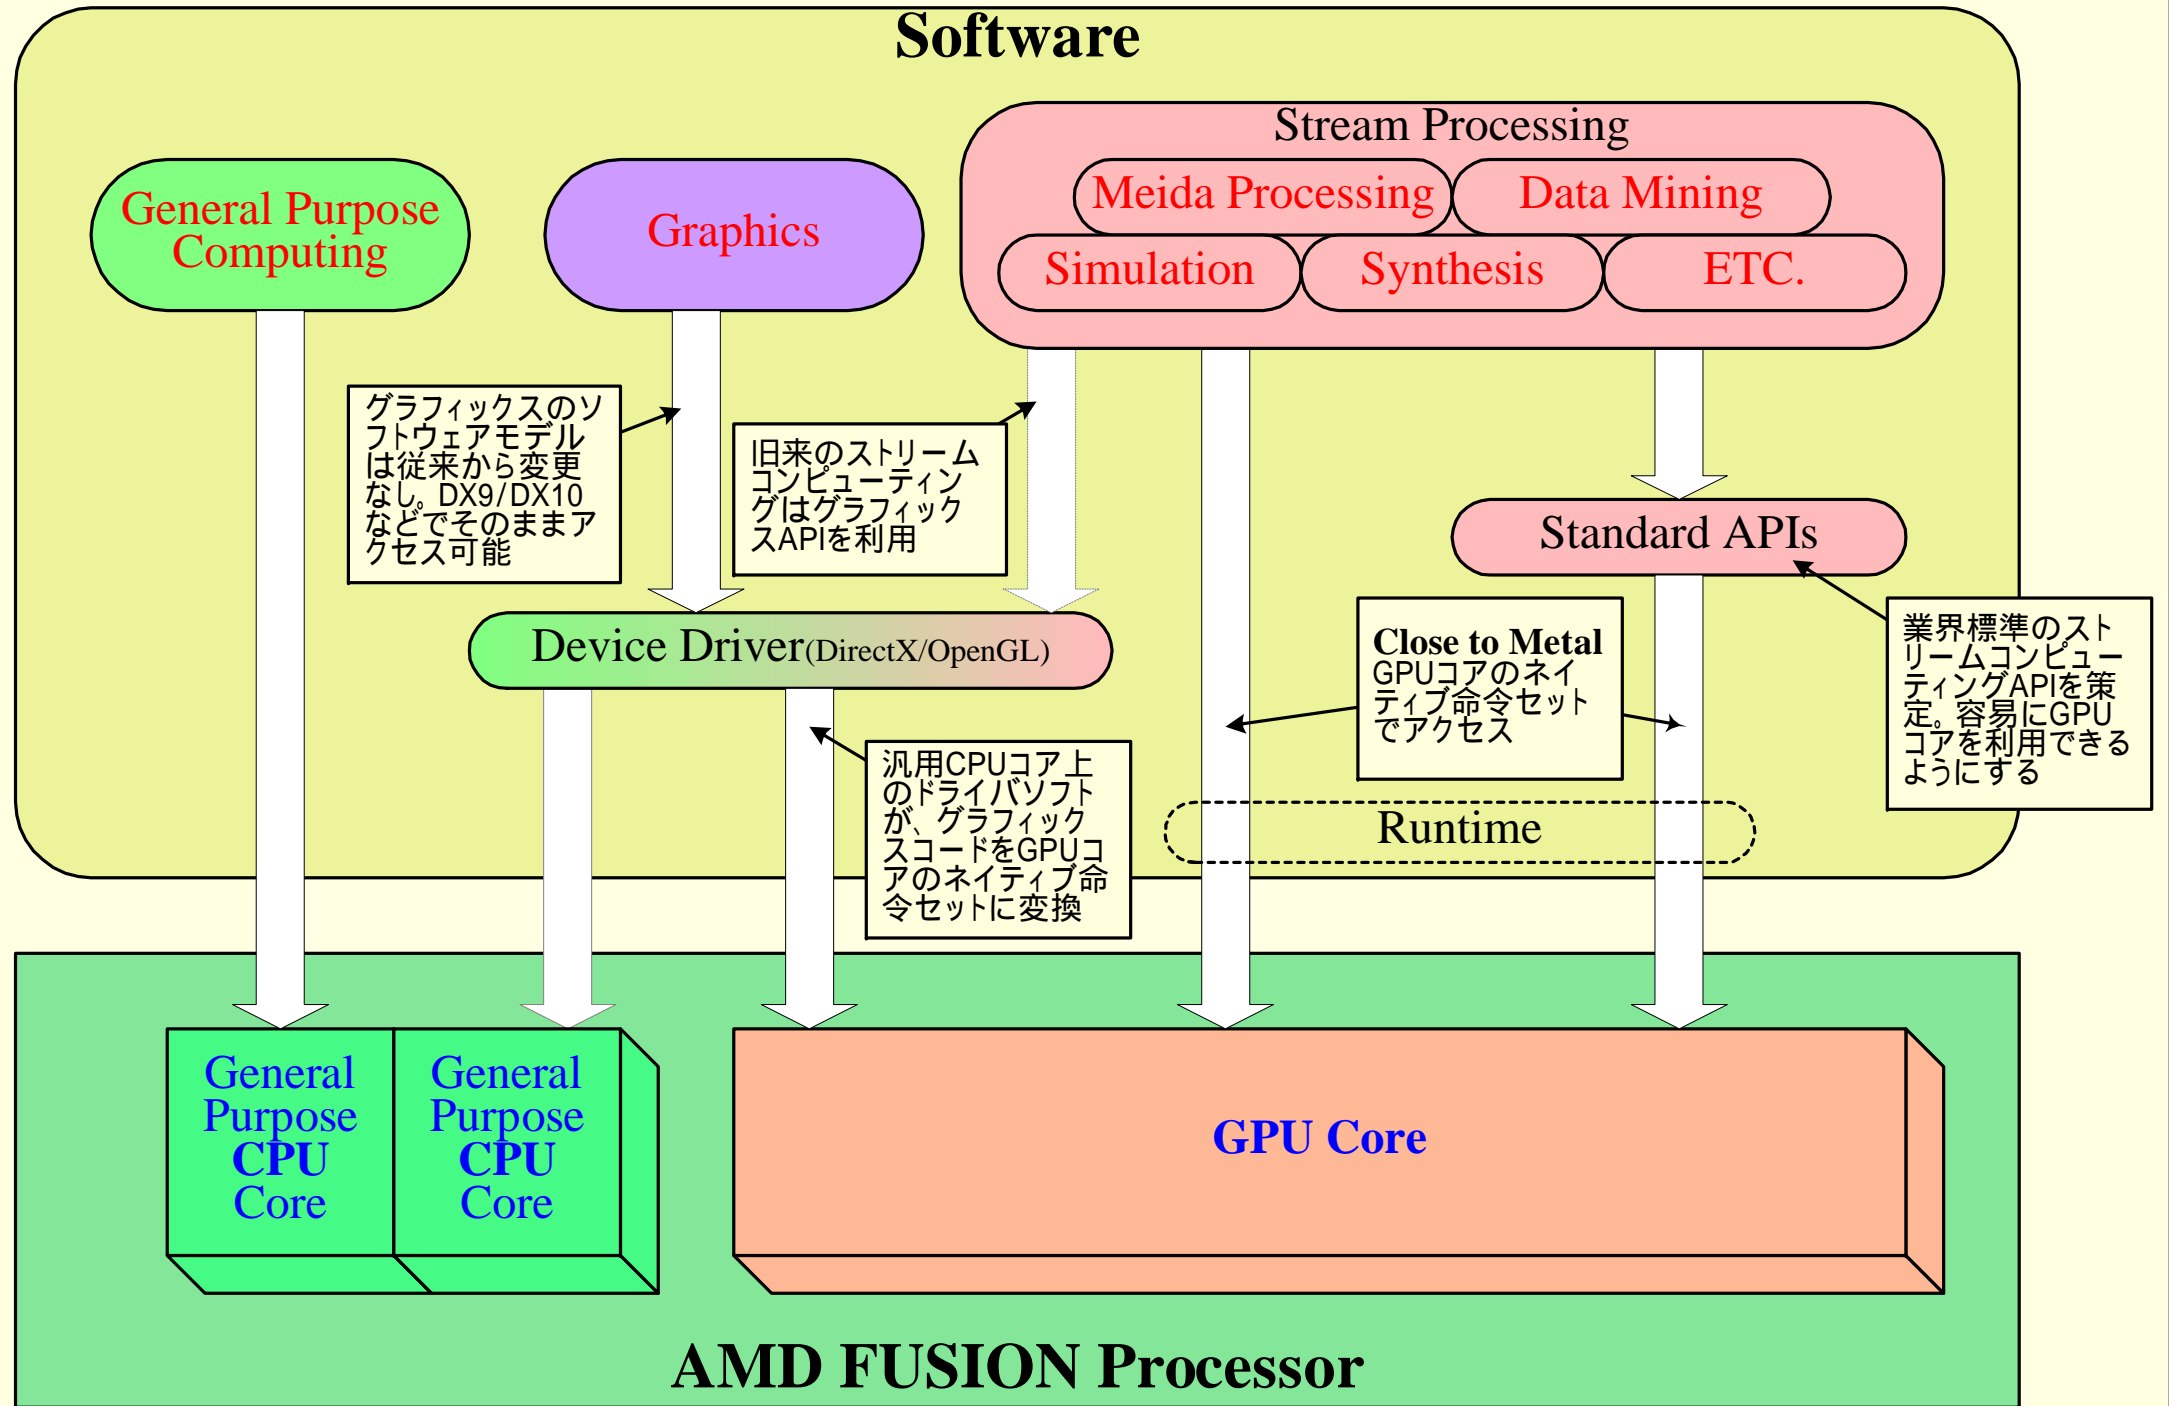 Software
Stream Processing
Meida Processing
Data Mining
Simulation
Synthesis
ETC.
General Purpose
Computing
Graphics
グラフィックスのソ
フトウェアモデル
は従来から変更
なし。DX9/DX10
などでそのままア
クセス可能
旧来のストリーム
コンピューティン
グはグラフィック
スAPIを利用
Standard APIs
Device Driver(DirectX/OpenGL)
Close to Metal
GPUコアのネイ
ティブ命令セット
でアクセス
業界標準のスト
リームコンピュー
ティングAPIを策
定。容易にGPU
コアを利用できる
ようにする
汎用CPUコア上
のドライバソフト
が、グラフィック
スコードをGPUコ
アのネイティブ命
令セットに変換
Runtime
General
Purpose
CPU
Core
General
Purpose
CPU
Core
GPU Core
AMD FUSION Processor